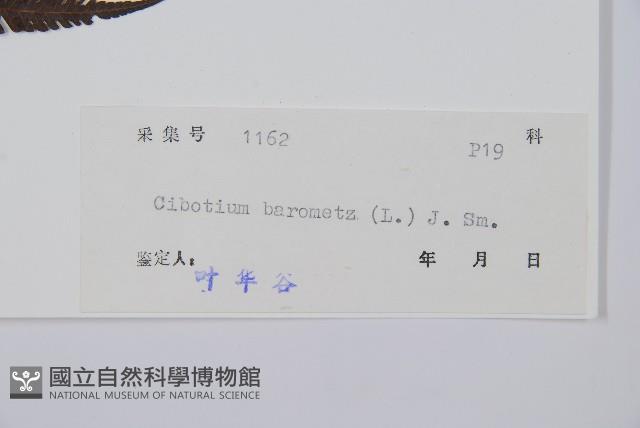 采集号 1162 P19 科
Cibotium barometz (L.) J. Sm.
鉴定人: 叶华谷 年 月 日
國立自然科學博物館
NATIONAL MUSEUM OF NATURAL SCIENCE